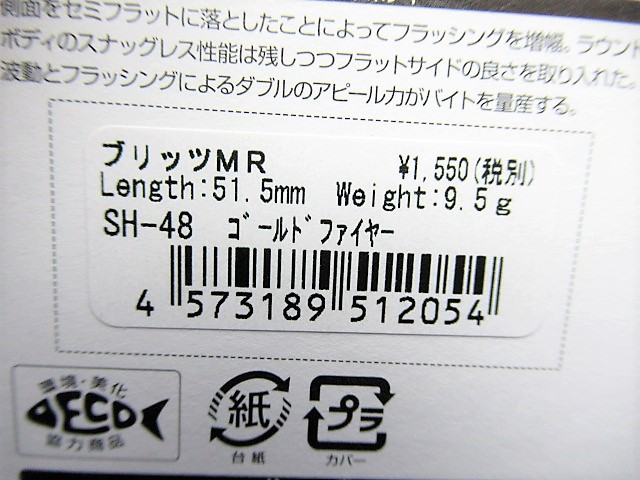 側面をセミフラットに落としたことによってフラッシングを増幅。ラウンド
ボディのスナッグレス性能は残しつつフラットサイドの良さを取り入れた。
波動とフラッシングによるダブルのアピール力がバイトを量産する。
ブリッツMR ¥1,550(税別)
Length:51.5mm Weight:9.5g
SH-48 ゴールドファイヤー
4 573189 512054
環境・美化
ECO
協力商品
紙
台紙
プラ
カバー